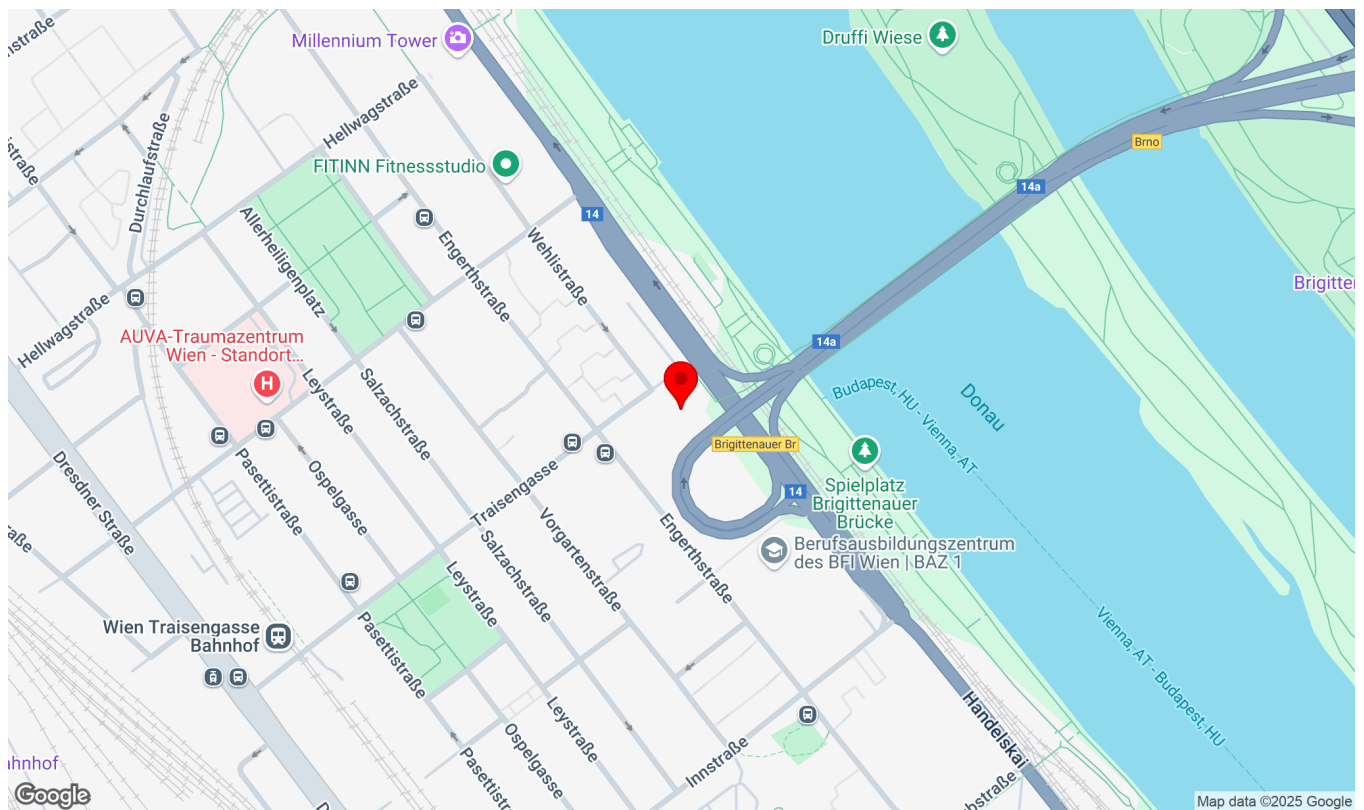 nstraße
Millennium Tower
Druffi Wiese
Hellwagstraße
Brno
Durchlaufstraße
FITINN Fitnessstudio
14a
14
Allerheiligenplatz
Engerthstraße
Wehlistraße
Brigitten
Hellwagstraße
AUVA-Traumazentrum
Wien - Standort...
H
14a
Leystraße
Salzachstraße
Budapest, HU - Vienna, AT
Donau
Brigittenauer Br
Dresdner Straße
Pasettistraße
Ospelgasse
Traisengasse
14
Spielplatz
Brigittenauer
Brücke
Vorgartenstraße
Engerthstraße
Berufsausbildungszentrum
des BFI Wien | BAZ 1
Salzachstraße
Leystraße
Wien Traisengasse
Bahnhof
Pasettistraße
Vienna, AT - Budapest, HU
Handelskai
Leystraße
Ospelgasse
Innstraße
Pasettistr
ahnhof
bstraße
Google
Map data ©2025 Google